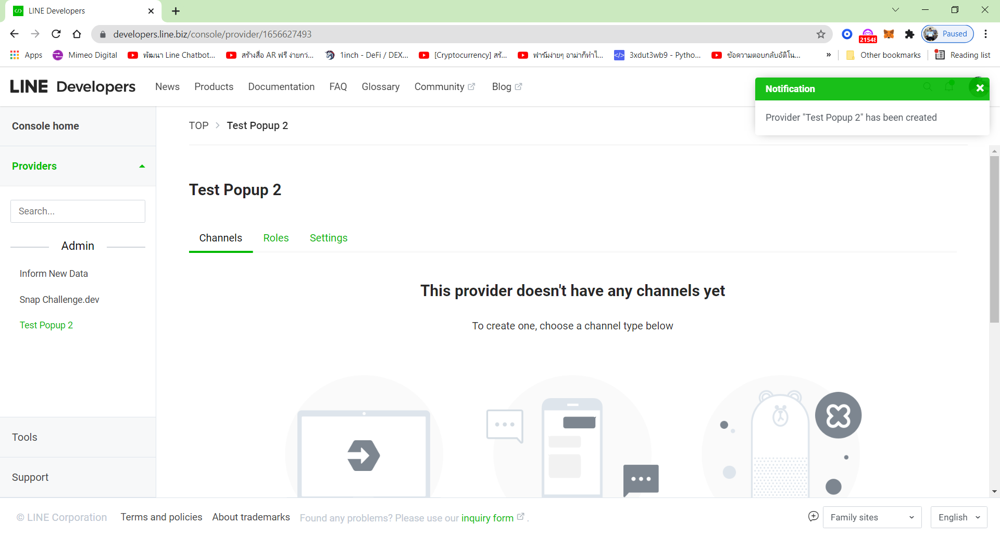 LINE Developers
developers.line.biz/console/provider/1656627493
21548
Paused
Apps
Mimeo Digital
พัฒนา Line Chatbot...
สร้างสื่อ AR ฟรี ง่ายกว่...
1inch - DeFi / DEX...
[Cryptocurrency] สร้...
ฟาร์มง่ายๆ อาม่าก็ทำไ...
3xdut3wb9 - Pytho...
ข้อความตอบกลับอัติโน...
»
Other bookmarks
Reading list
LINE Developers
News
Products
Documentation
FAQ
Glossary
Community
Blog
Notification
Provider "Test Popup 2" has been created
Console home
Providers
Search...
Admin
Inform New Data
Snap Challenge.dev
Test Popup 2
Tools
Support
TOP > Test Popup 2
Test Popup 2
Channels
Roles
Settings
This provider doesn't have any channels yet
To create one, choose a channel type below
© LINE Corporation
Terms and policies
About trademarks
Found any problems? Please use our inquiry form .
Family sites
English